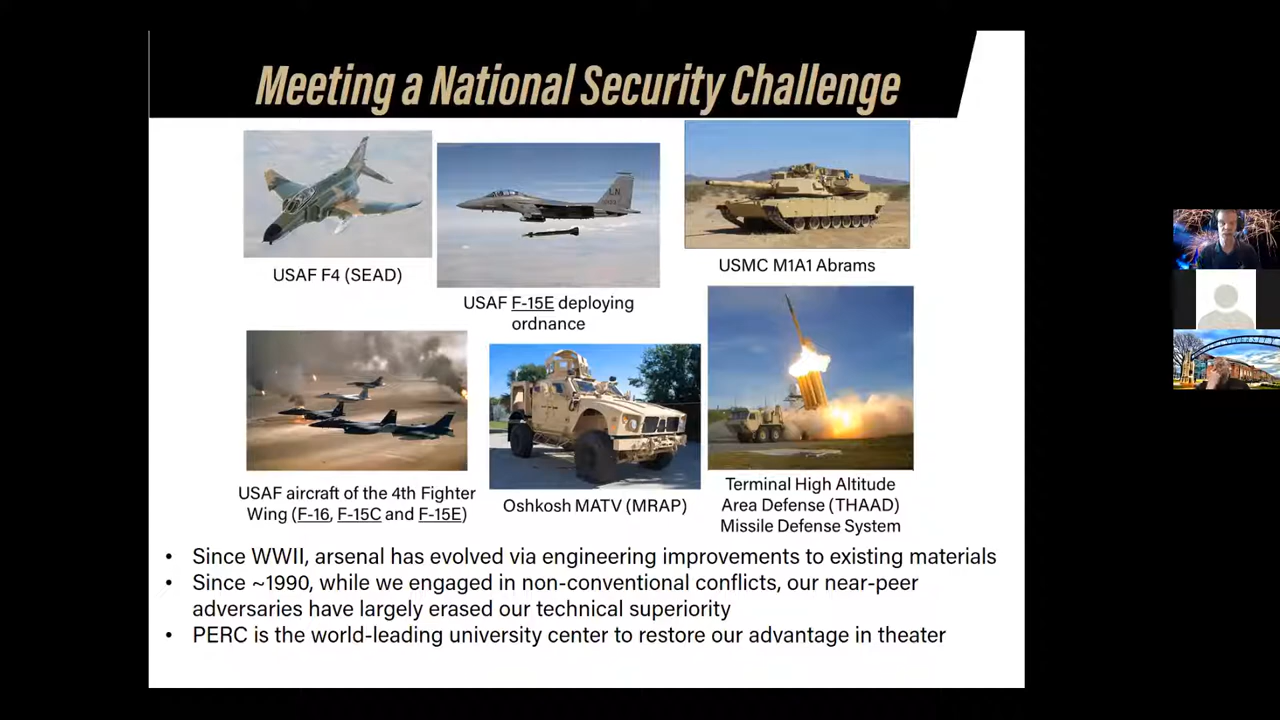 Meeting a National Security Challenge
LN
USAF F4 (SEAD)
USAF F-15E deploying
ordnance
USMC M1A1 Abrams
USAF aircraft of the 4th Fighter
Wing (F-16, F-15C and F-15E)
Oshkosh MATV (MRAP)
Terminal High Altitude
Area Defense (THAAD)
Missile Defense System
• Since WWII, arsenal has evolved via engineering improvements to existing materials
• Since ~1990, while we engaged in non-conventional conflicts, our near-peer
adversaries have largely erased our technical superiority
• PERC is the world-leading university center to restore our advantage in theater